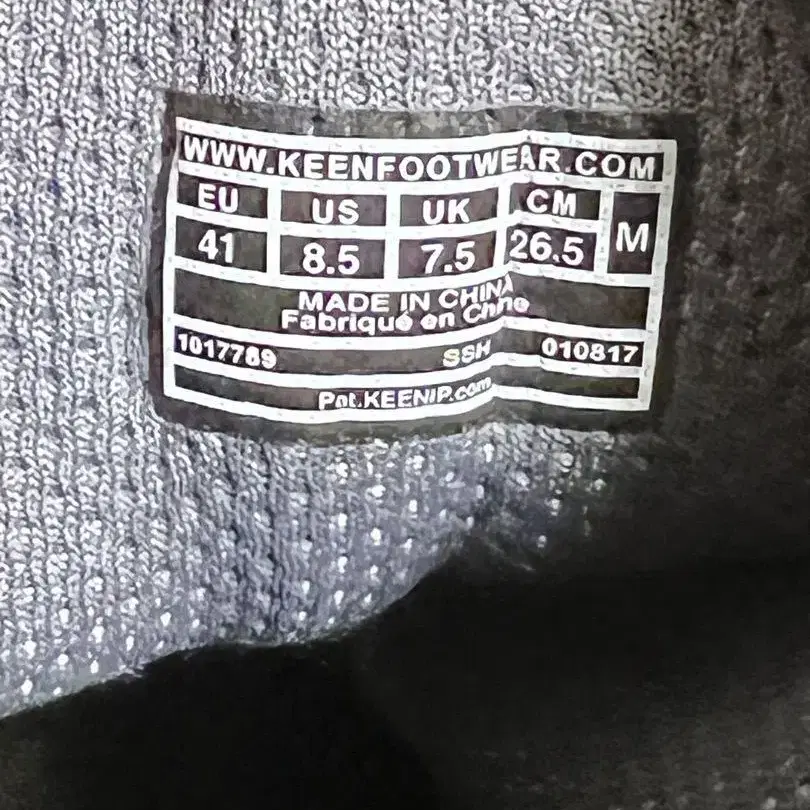 WWW.KEENFOOTWEAR.COM
EU US UK CM M
41 8.5 7.5 26.5
MADE IN CHINA
Fabriqué en Chine
1017789 SSH 010817
Pat.KEENIP.com